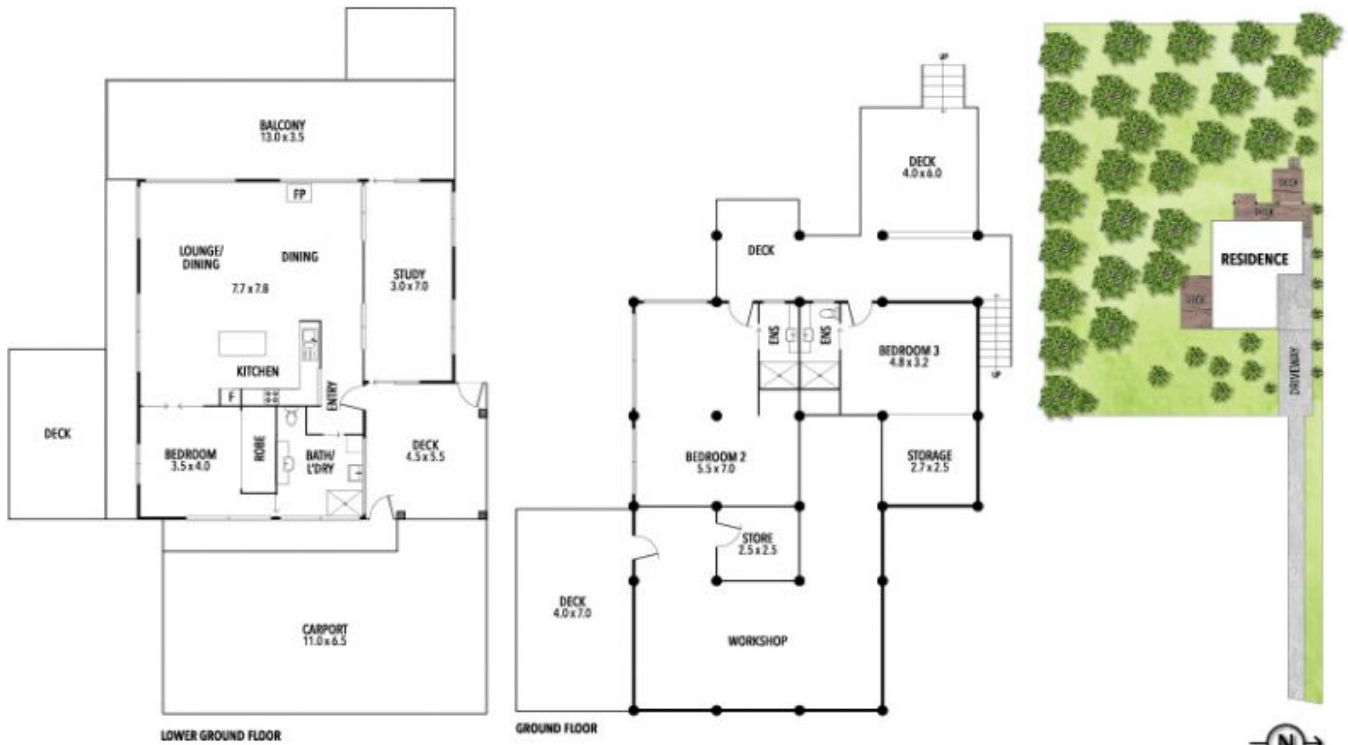 BALCONY
13.0 x 3.5
FP
LOUNGE/
DINING
DINING
7.7 x 7.8
STUDY
3.0 x 7.0
KITCHEN
F
ENTRY
DECK
BEDROOM
3.5 x 4.0
ROBE
BATH/
L'DRY
DECK
4.5 x 5.5
CARPORT
11.0 x 6.5
LOWER GROUND FLOOR
UP
DECK
4.0 x 6.0
DECK
ENS
ENS
BEDROOM 3
4.8 x 3.2
UP
BEDROOM 2
5.5 x 7.0
STORAGE
2.7 x 2.5
STORE
2.5 x 2.5
DECK
4.0 x 7.0
WORKSHOP
GROUND FLOOR
DECK
DECK
RESIDENCE
DECK
DRIVEWAY
N